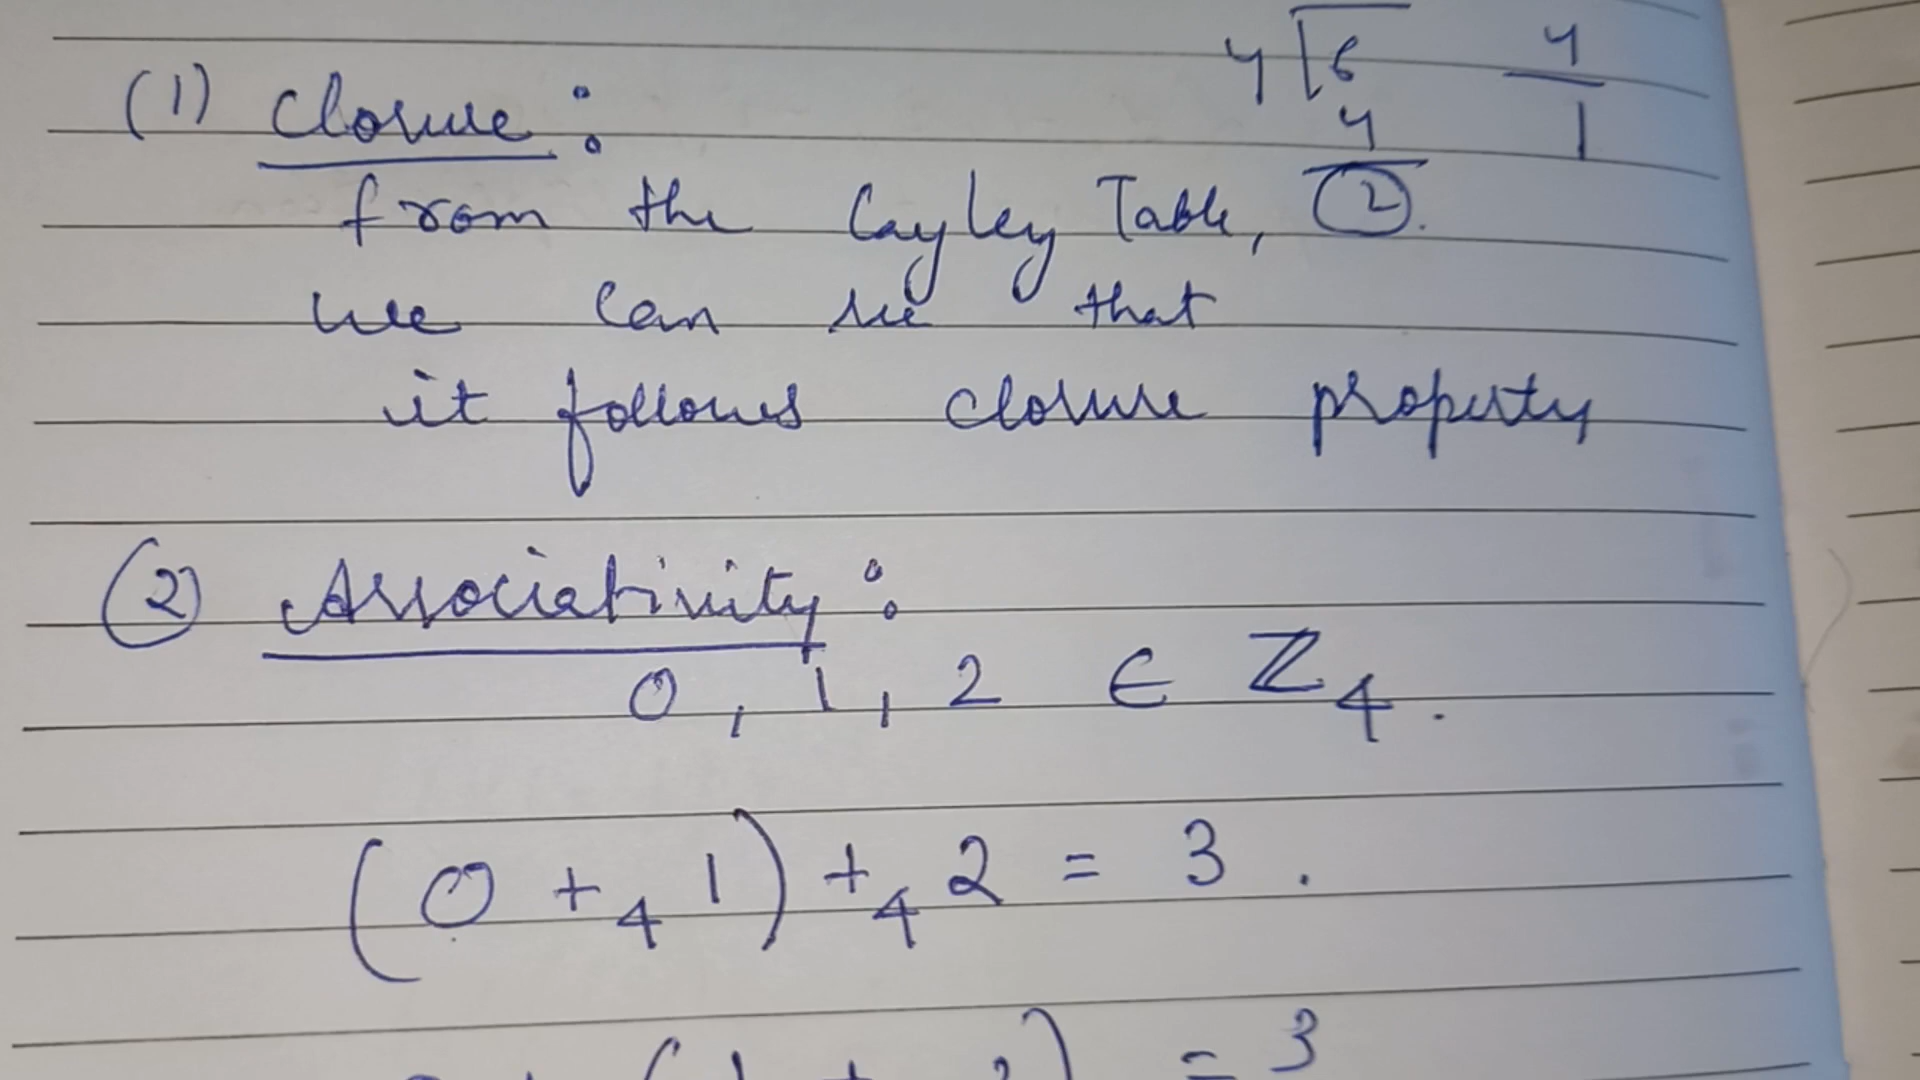 4 √6 4
(1) Closure :
4 1
from the Cayley Table, 2.
we can see that
it follows closure property
(2) Associativity :
0, 1, 2 ∈ Z₄.
(0 +₄ 1) +₄ 2 = 3.
= 3